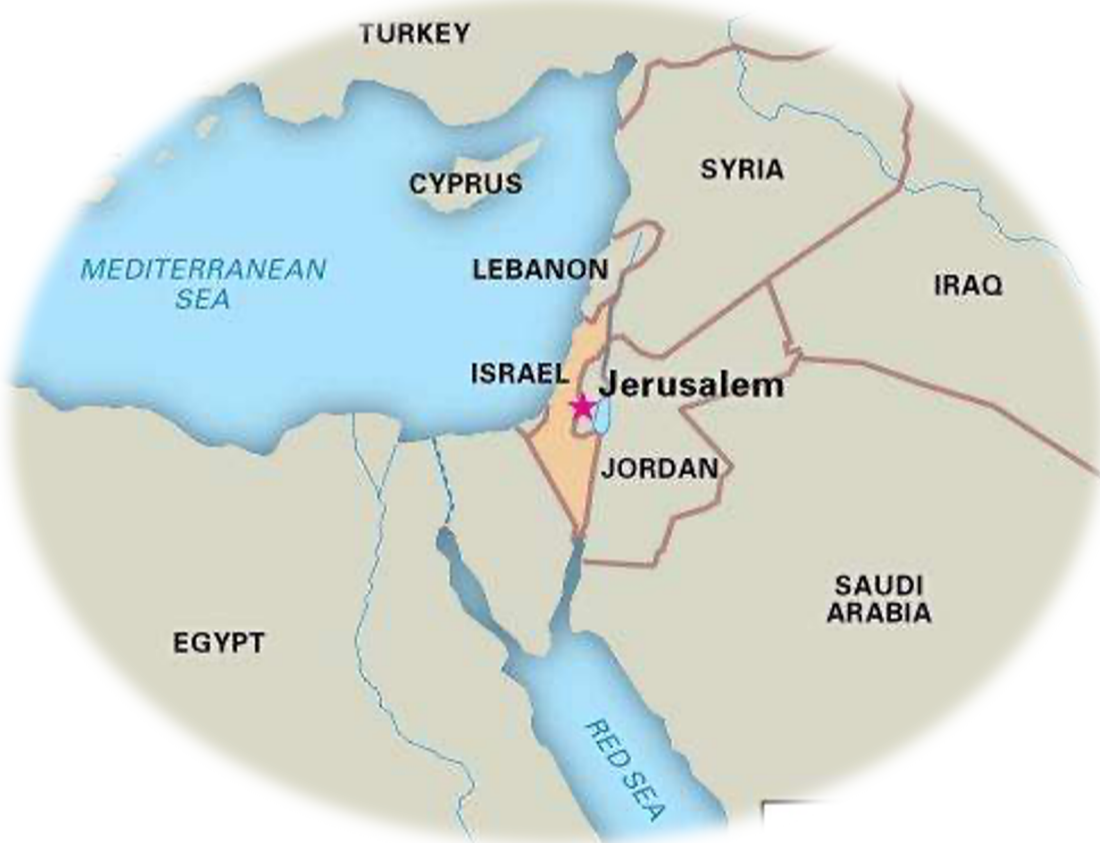 TURKEY
SYRIA
CYPRUS
MEDITERRANEAN
SEA
LEBANON
IRAQ
ISRAEL
Jerusalem
JORDAN
SAUDI
ARABIA
EGYPT
RED SEA